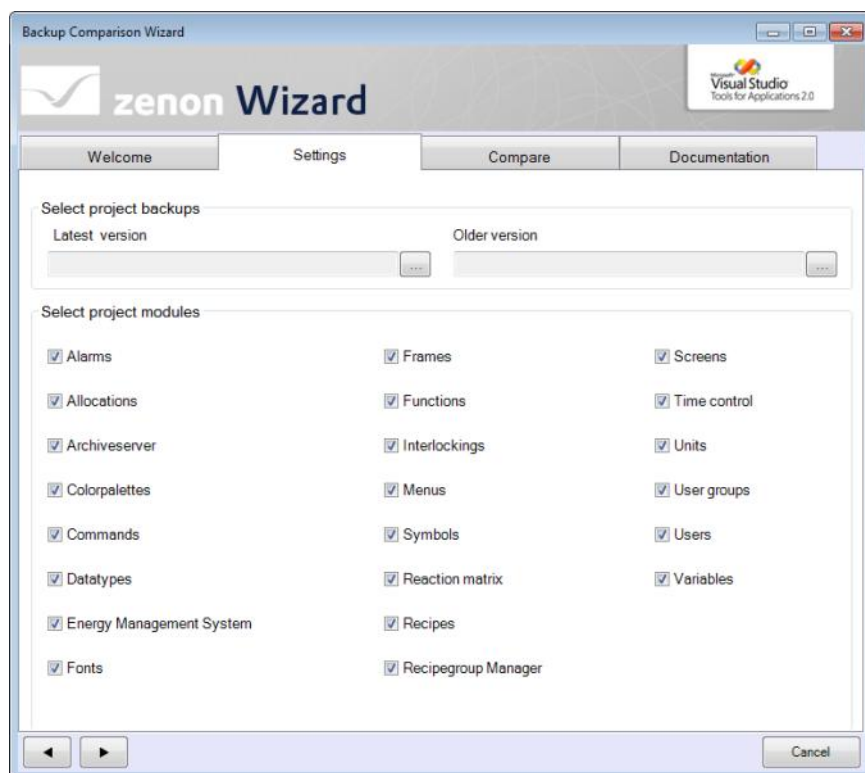 Backup Comparison Wizard
zenon Wizard
Microsoft
Visual Studio
Tools for Applications 2.0
Welcome
Settings
Compare
Documentation
Select project backups
Latest version
Older version
...
...
Select project modules
Alarms
Frames
Screens
Allocations
Functions
Time control
Archiveserver
Interlockings
Units
Colorpalettes
Menus
User groups
Commands
Symbols
Users
Datatypes
Reaction matrix
Variables
Energy Management System
Recipes
Fonts
Recipegroup Manager
Cancel